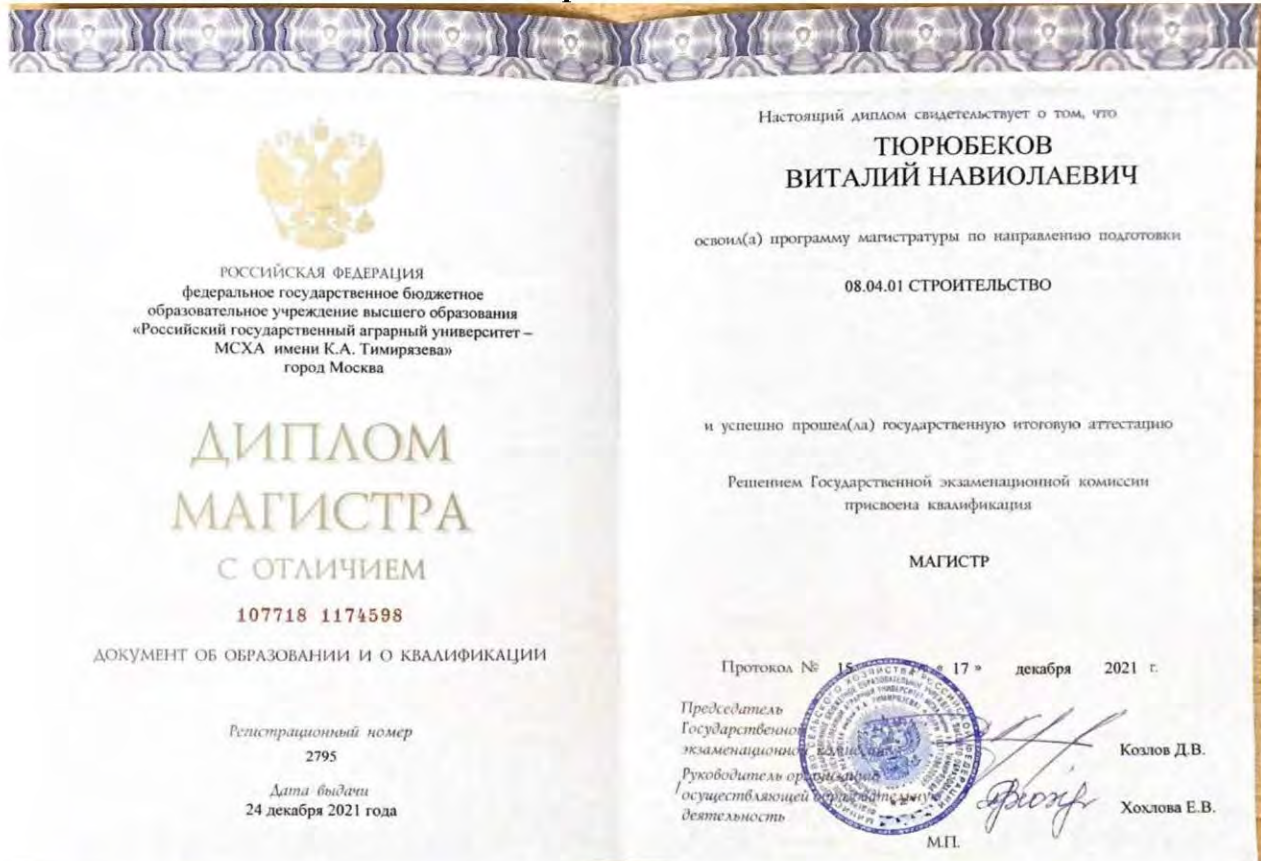 РОССИЙСКАЯ ФЕДЕРАЦИЯ
федеральное государственное бюджетное
образовательное учреждение высшего образования
«Российский государственный аграрный университет –
МСХА имени К.А. Тимирязева»
город Москва
ДИПЛОМ
МАГИСТРА
С ОТЛИЧИЕМ
107718 1174598
ДОКУМЕНТ ОБ ОБРАЗОВАНИИ И О КВАЛИФИКАЦИИ
Регистрационный номер
2795
Дата выдачи
24 декабря 2021 года
Настоящий диплом свидетельствует о том, что
ТЮРЮБЕКОВ
ВИТАЛИЙ НАВИОЛАЕВИЧ
освоил(а) программу магистратуры по направлению подготовки
08.04.01 СТРОИТЕЛЬСТВО
и успешно прошел(ла) государственную итоговую аттестацию
Решением Государственной экзаменационной комиссии
присвоена квалификация
МАГИСТР
Протокол № 15 « 17 » декабря 2021 г.
Председатель
Государственной
экзаменационной комиссии
Козлов Д.В.
Руководитель организации,
осуществляющей образовательную
деятельность
Хохлова Е.В.
М.П.